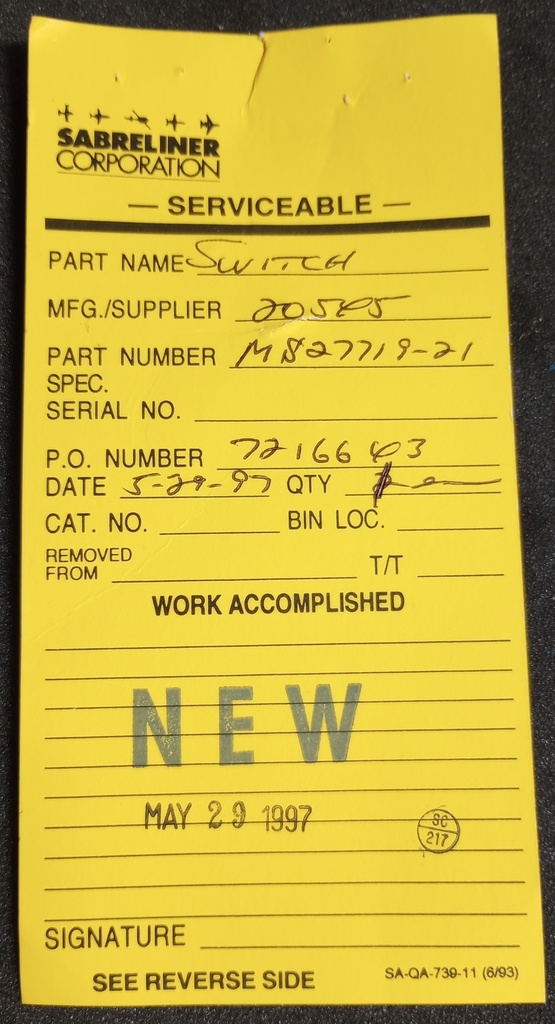 SABRELINER
CORPORATION
— SERVICEABLE —
PART NAME SWITCH
MFG./SUPPLIER
PART NUMBER MS27719-21
SPEC.
SERIAL NO.
P.O. NUMBER
DATE 5-29-97 QTY
CAT. NO. BIN LOC.
REMOVED
FROM T/T
WORK ACCOMPLISHED
NEW
MAY 29 1997
SC
217
SIGNATURE
SEE REVERSE SIDE SA-QA-739-11 (6/93)